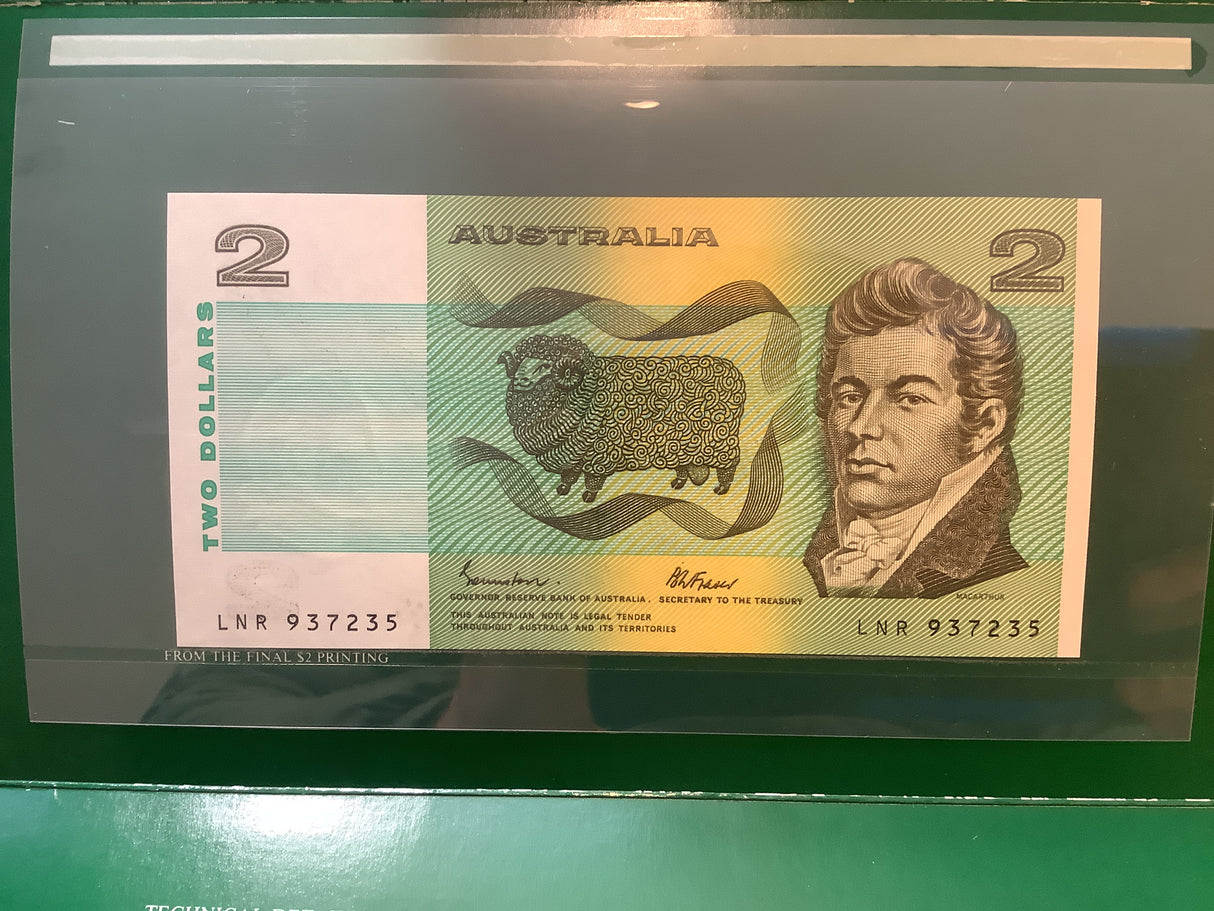 2
AUSTRALIA
2
TWO DOLLARS
GOVERNOR, RESERVE BANK OF AUSTRALIA. SECRETARY TO THE TREASURY
THIS AUSTRALIAN NOTE IS LEGAL TENDER
THROUGHOUT AUSTRALIA AND ITS TERRITORIES
MACARTHUR
LNR 937235
LNR 937235
FROM THE FINAL $2 PRINTING
TECHNICAL